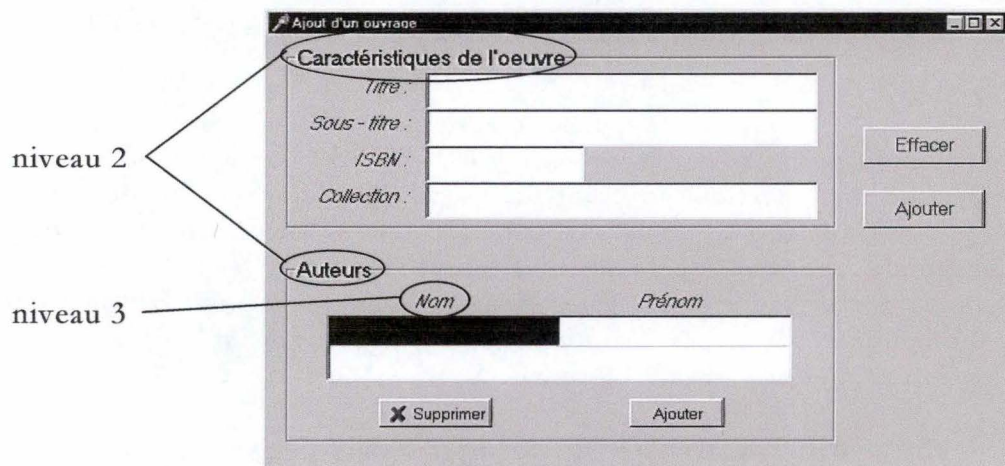 Ajout d'un ouvrage
Caractéristiques de l'oeuvre
Titre :
Sous - titre :
ISBN :
Collection :
Effacer
Ajouter
niveau 2
Auteurs
Nom Prénom
niveau 3
Supprimer Ajouter